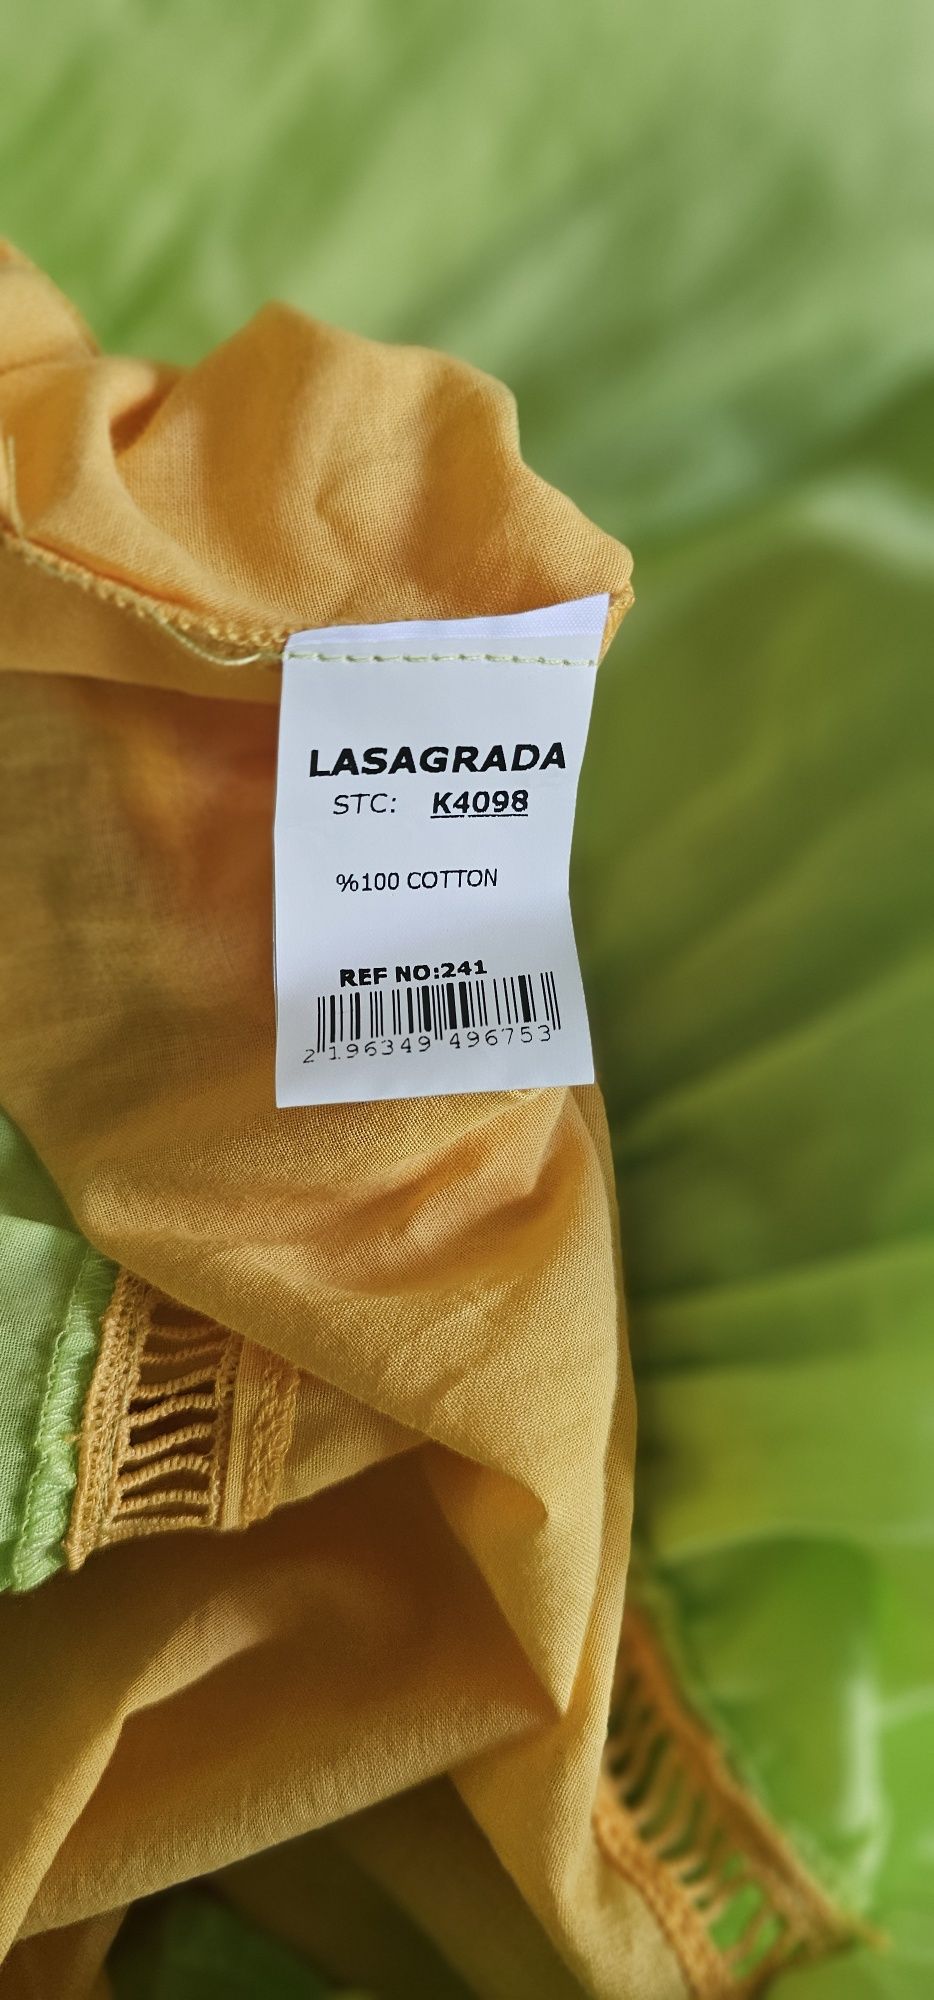 LASAGRADA
STC: K4098
%100 COTTON
REF NO:241
2 196349 496753